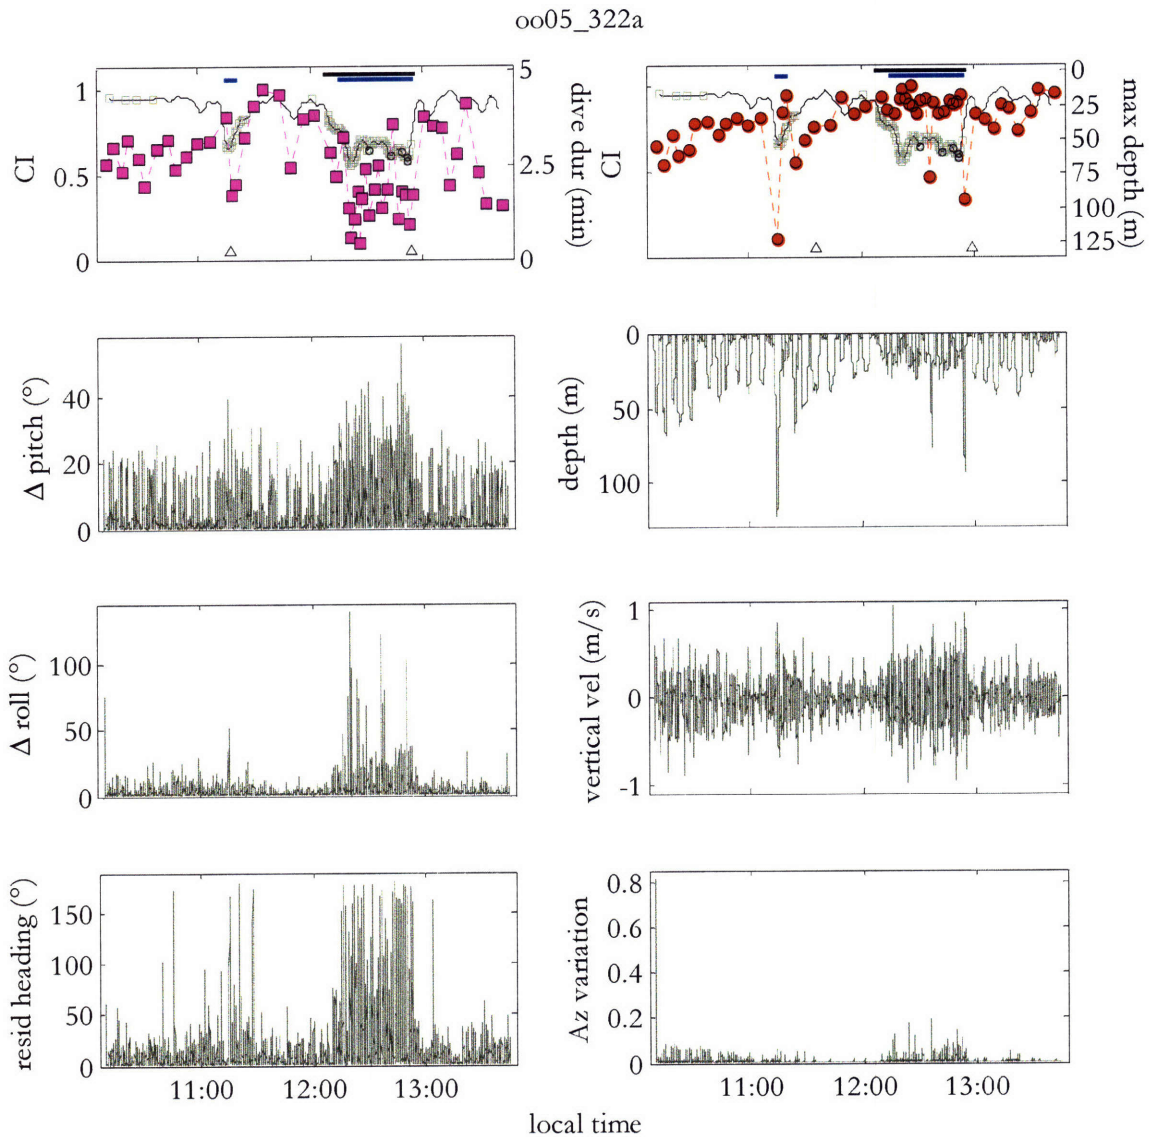 oo05_322a
CI
1
0.5
0
5
2.5
0
dive dur (min)
CI
0
25
50
75
100
125
max depth (m)
Δ pitch (°)
40
20
0
depth (m)
0
50
100
Δ roll (°)
100
50
0
vertical vel (m/s)
1
0
-1
resid heading (°)
150
100
50
0
11:00 12:00 13:00
Az variation
0.8
0.6
0.4
0.2
0
11:00 12:00 13:00
local time